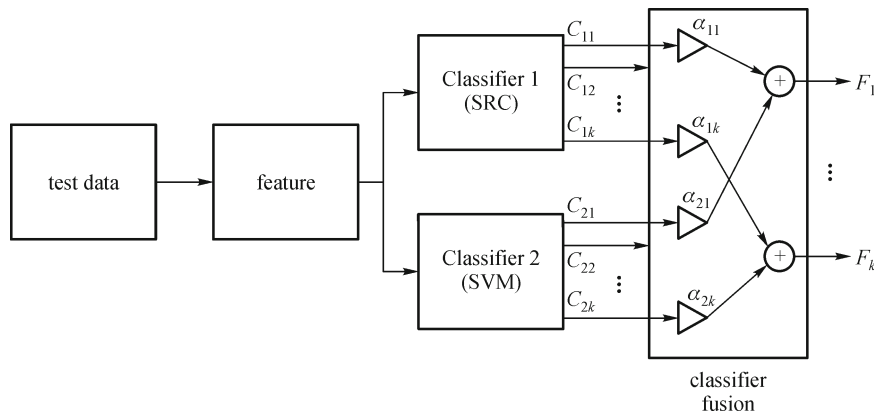 test data
feature
Classifier 1
(SRC)
Classifier 2
(SVM)
C₁₁
C₁₂
⋮
C₁ₖ
C₂₁
C₂₂
⋮
C₂ₖ
α₁₁
α₁ₖ
α₂₁
α₂ₖ
+
+
F₁
⋮
Fₖ
classifier
fusion